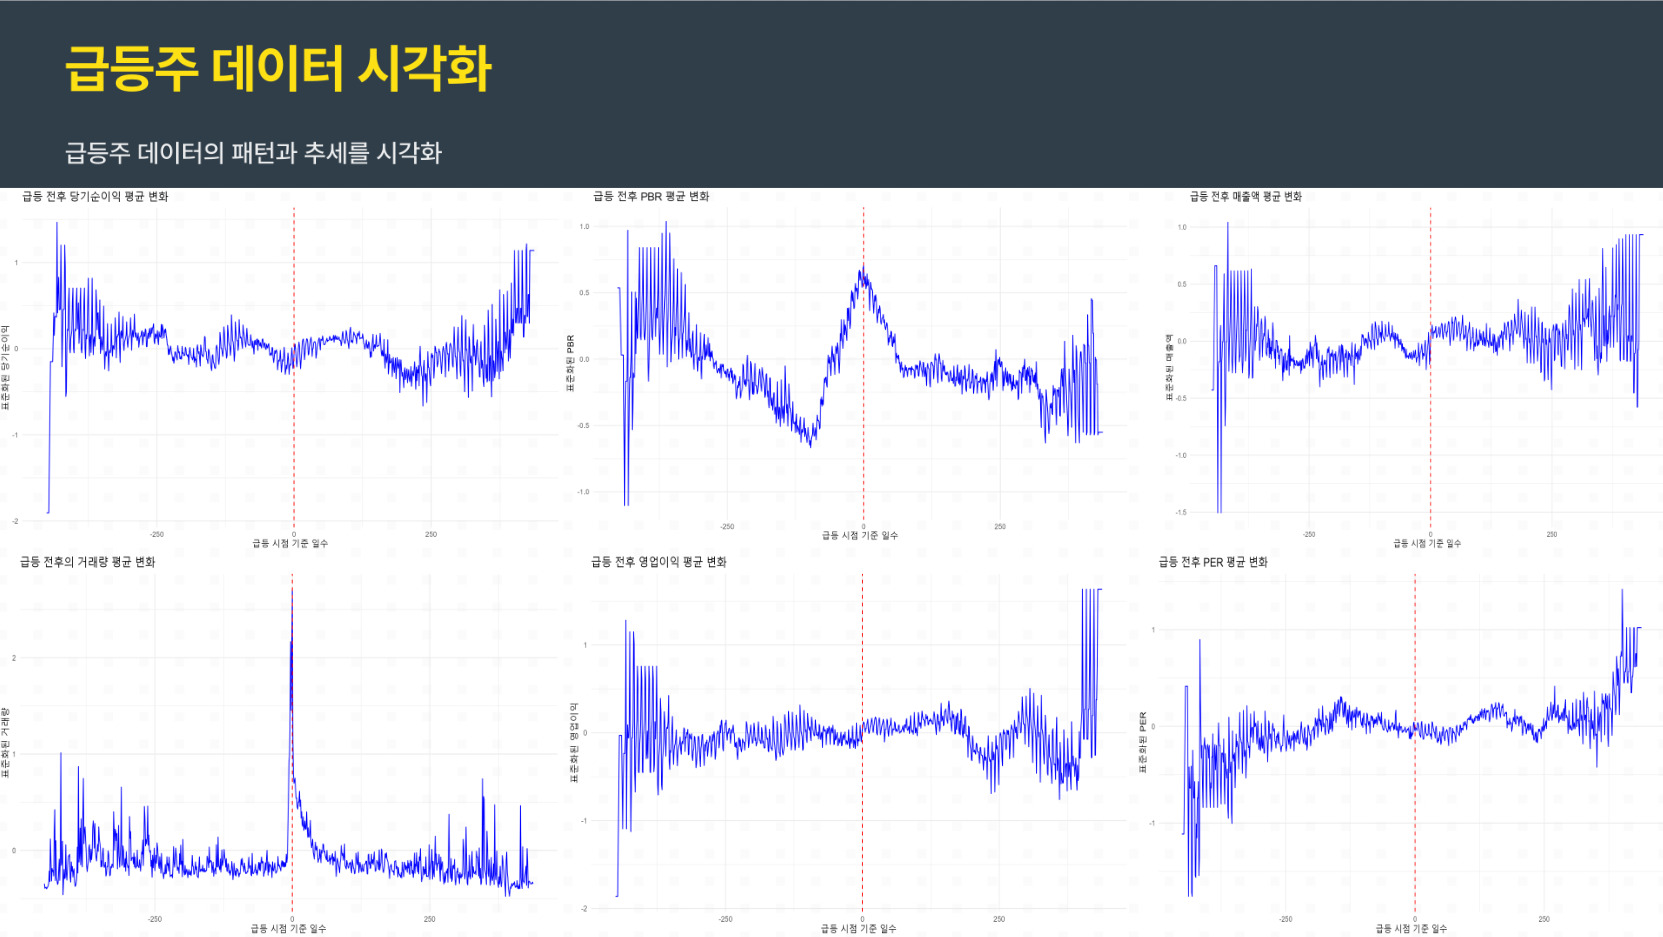 급등주 데이터 시각화
급등주 데이터의 패턴과 추세를 시각화
급등 전후 당기순이익 평균 변화
표준화된 당기순이익
1
0
-1
-2
-250
0
250
급등 시점 기준 일수
급등 전후 PBR 평균 변화
표준화된 PBR
1.0
0.5
0.0
-0.5
-1.0
-250
0
250
급등 시점 기준 일수
급등 전후 매출액 평균 변화
표준화된 매출액
1.0
0.5
0.0
-0.5
-1.0
-1.5
-250
0
250
급등 시점 기준 일수
급등 전후의 거래량 평균 변화
표준화된 거래량
2
1
0
-250
0
250
급등 시점 기준 일수
급등 전후 영업이익 평균 변화
표준화된 영업이익
1
0
-1
-2
-250
0
250
급등 시점 기준 일수
급등 전후 PER 평균 변화
표준화된 PER
1
0
-1
-250
0
250
급등 시점 기준 일수